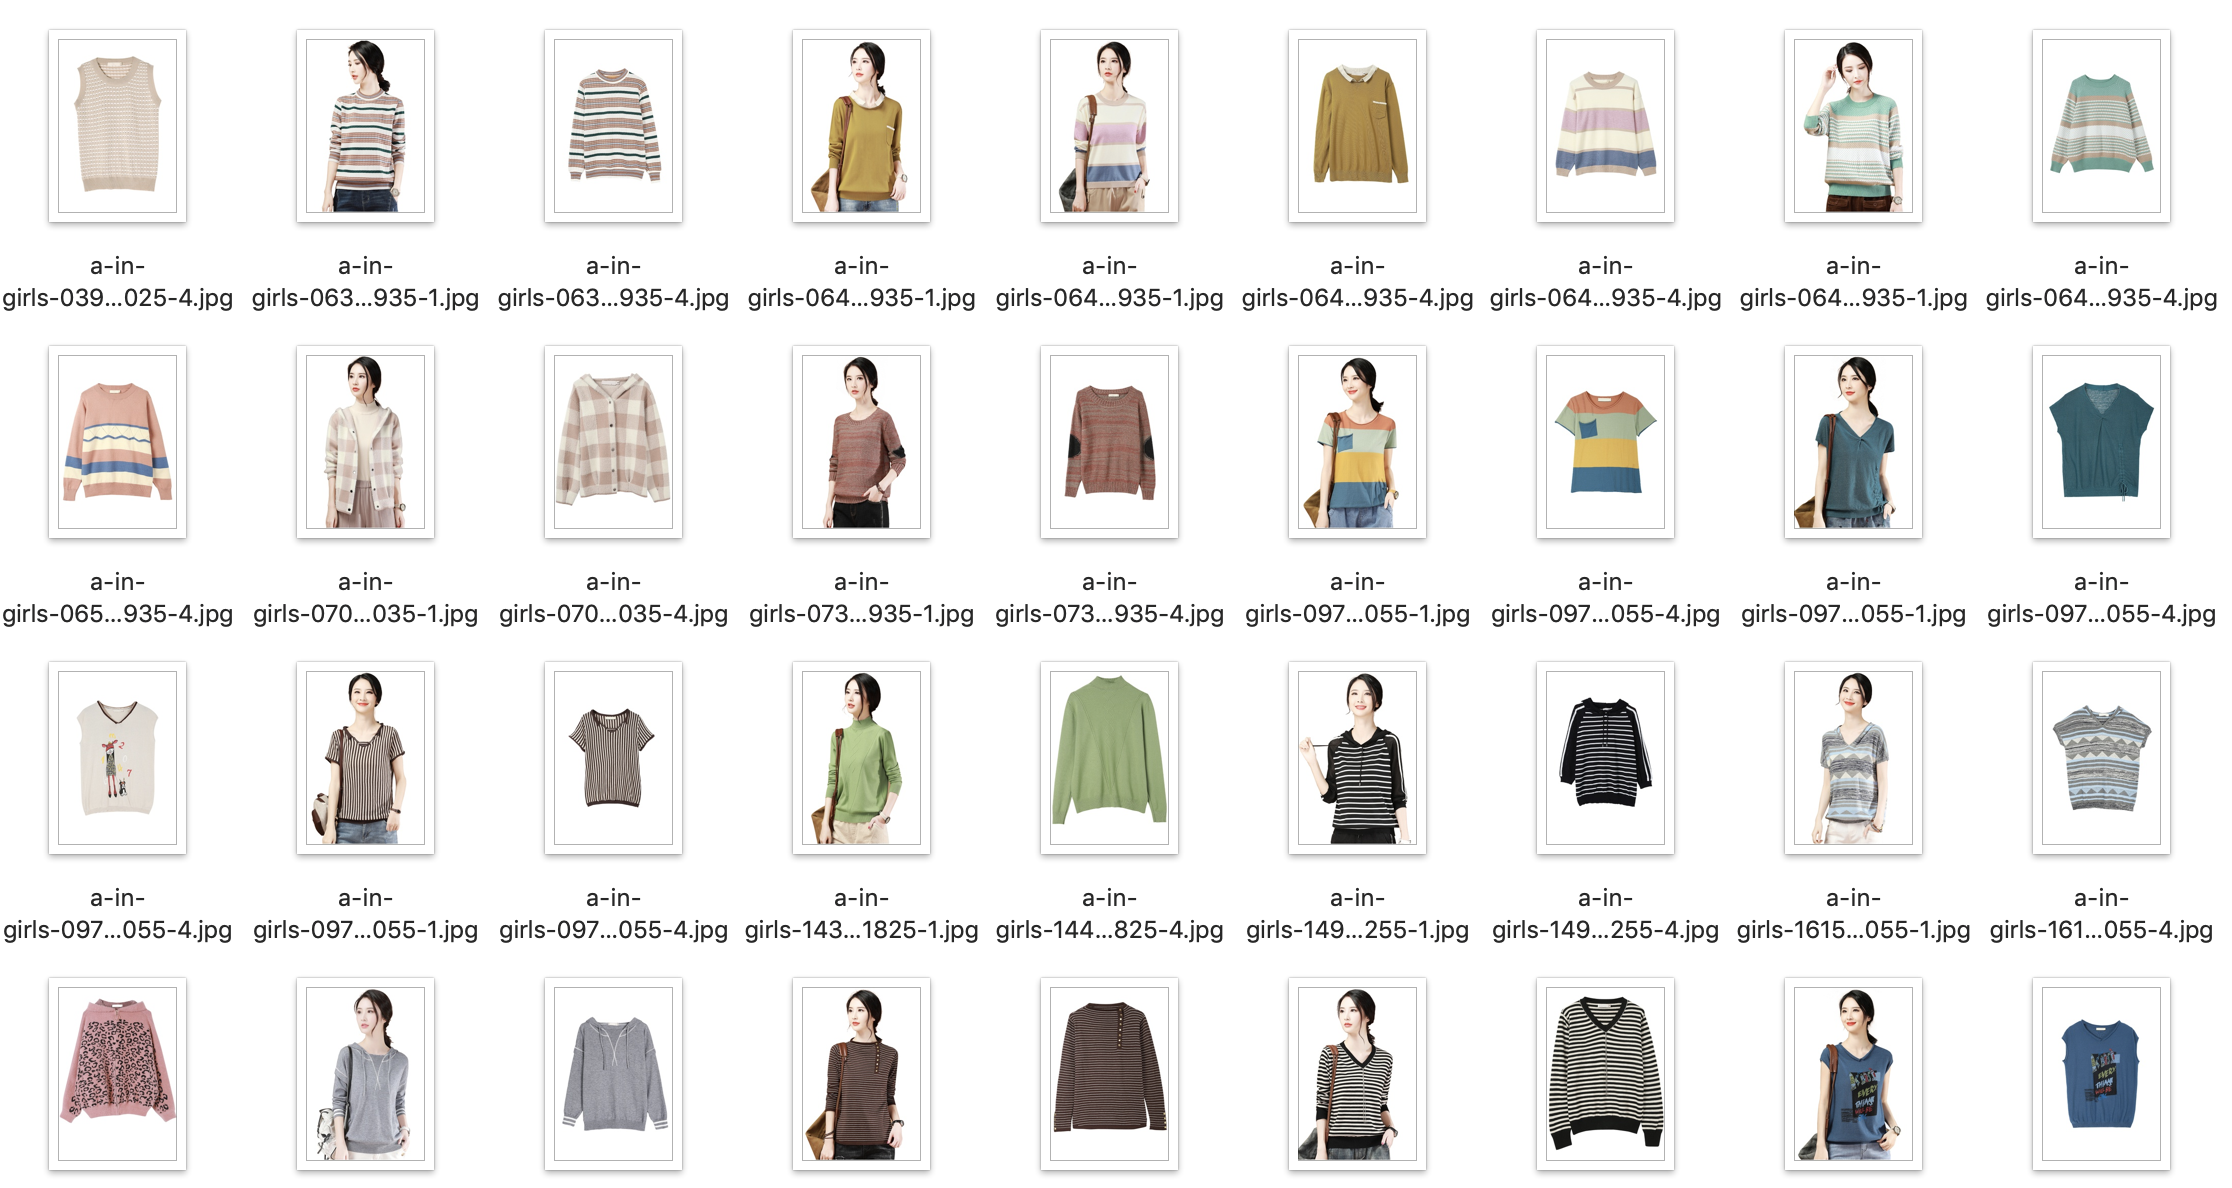 a-in-
girls-039...025-4.jpg
a-in-
girls-063...935-1.jpg
a-in-
girls-063...935-4.jpg
a-in-
girls-064...935-1.jpg
a-in-
girls-064...935-1.jpg
a-in-
girls-064...935-4.jpg
a-in-
girls-064...935-4.jpg
a-in-
girls-064...935-1.jpg
a-in-
girls-064...935-4.jpg
a-in-
girls-065...935-4.jpg
a-in-
girls-070...035-1.jpg
a-in-
girls-070...035-4.jpg
a-in-
girls-073...935-1.jpg
a-in-
girls-073...935-4.jpg
a-in-
girls-097...055-1.jpg
a-in-
girls-097...055-4.jpg
a-in-
girls-097...055-1.jpg
a-in-
girls-097...055-4.jpg
2
7
a-in-
girls-097...055-4.jpg
a-in-
girls-097...055-1.jpg
a-in-
girls-097...055-4.jpg
a-in-
girls-143...1825-1.jpg
a-in-
girls-144...825-4.jpg
a-in-
girls-149...255-1.jpg
a-in-
girls-149...255-4.jpg
a-in-
girls-1615...055-1.jpg
a-in-
girls-161...055-4.jpg
EVERY
THING
EVERY
THING